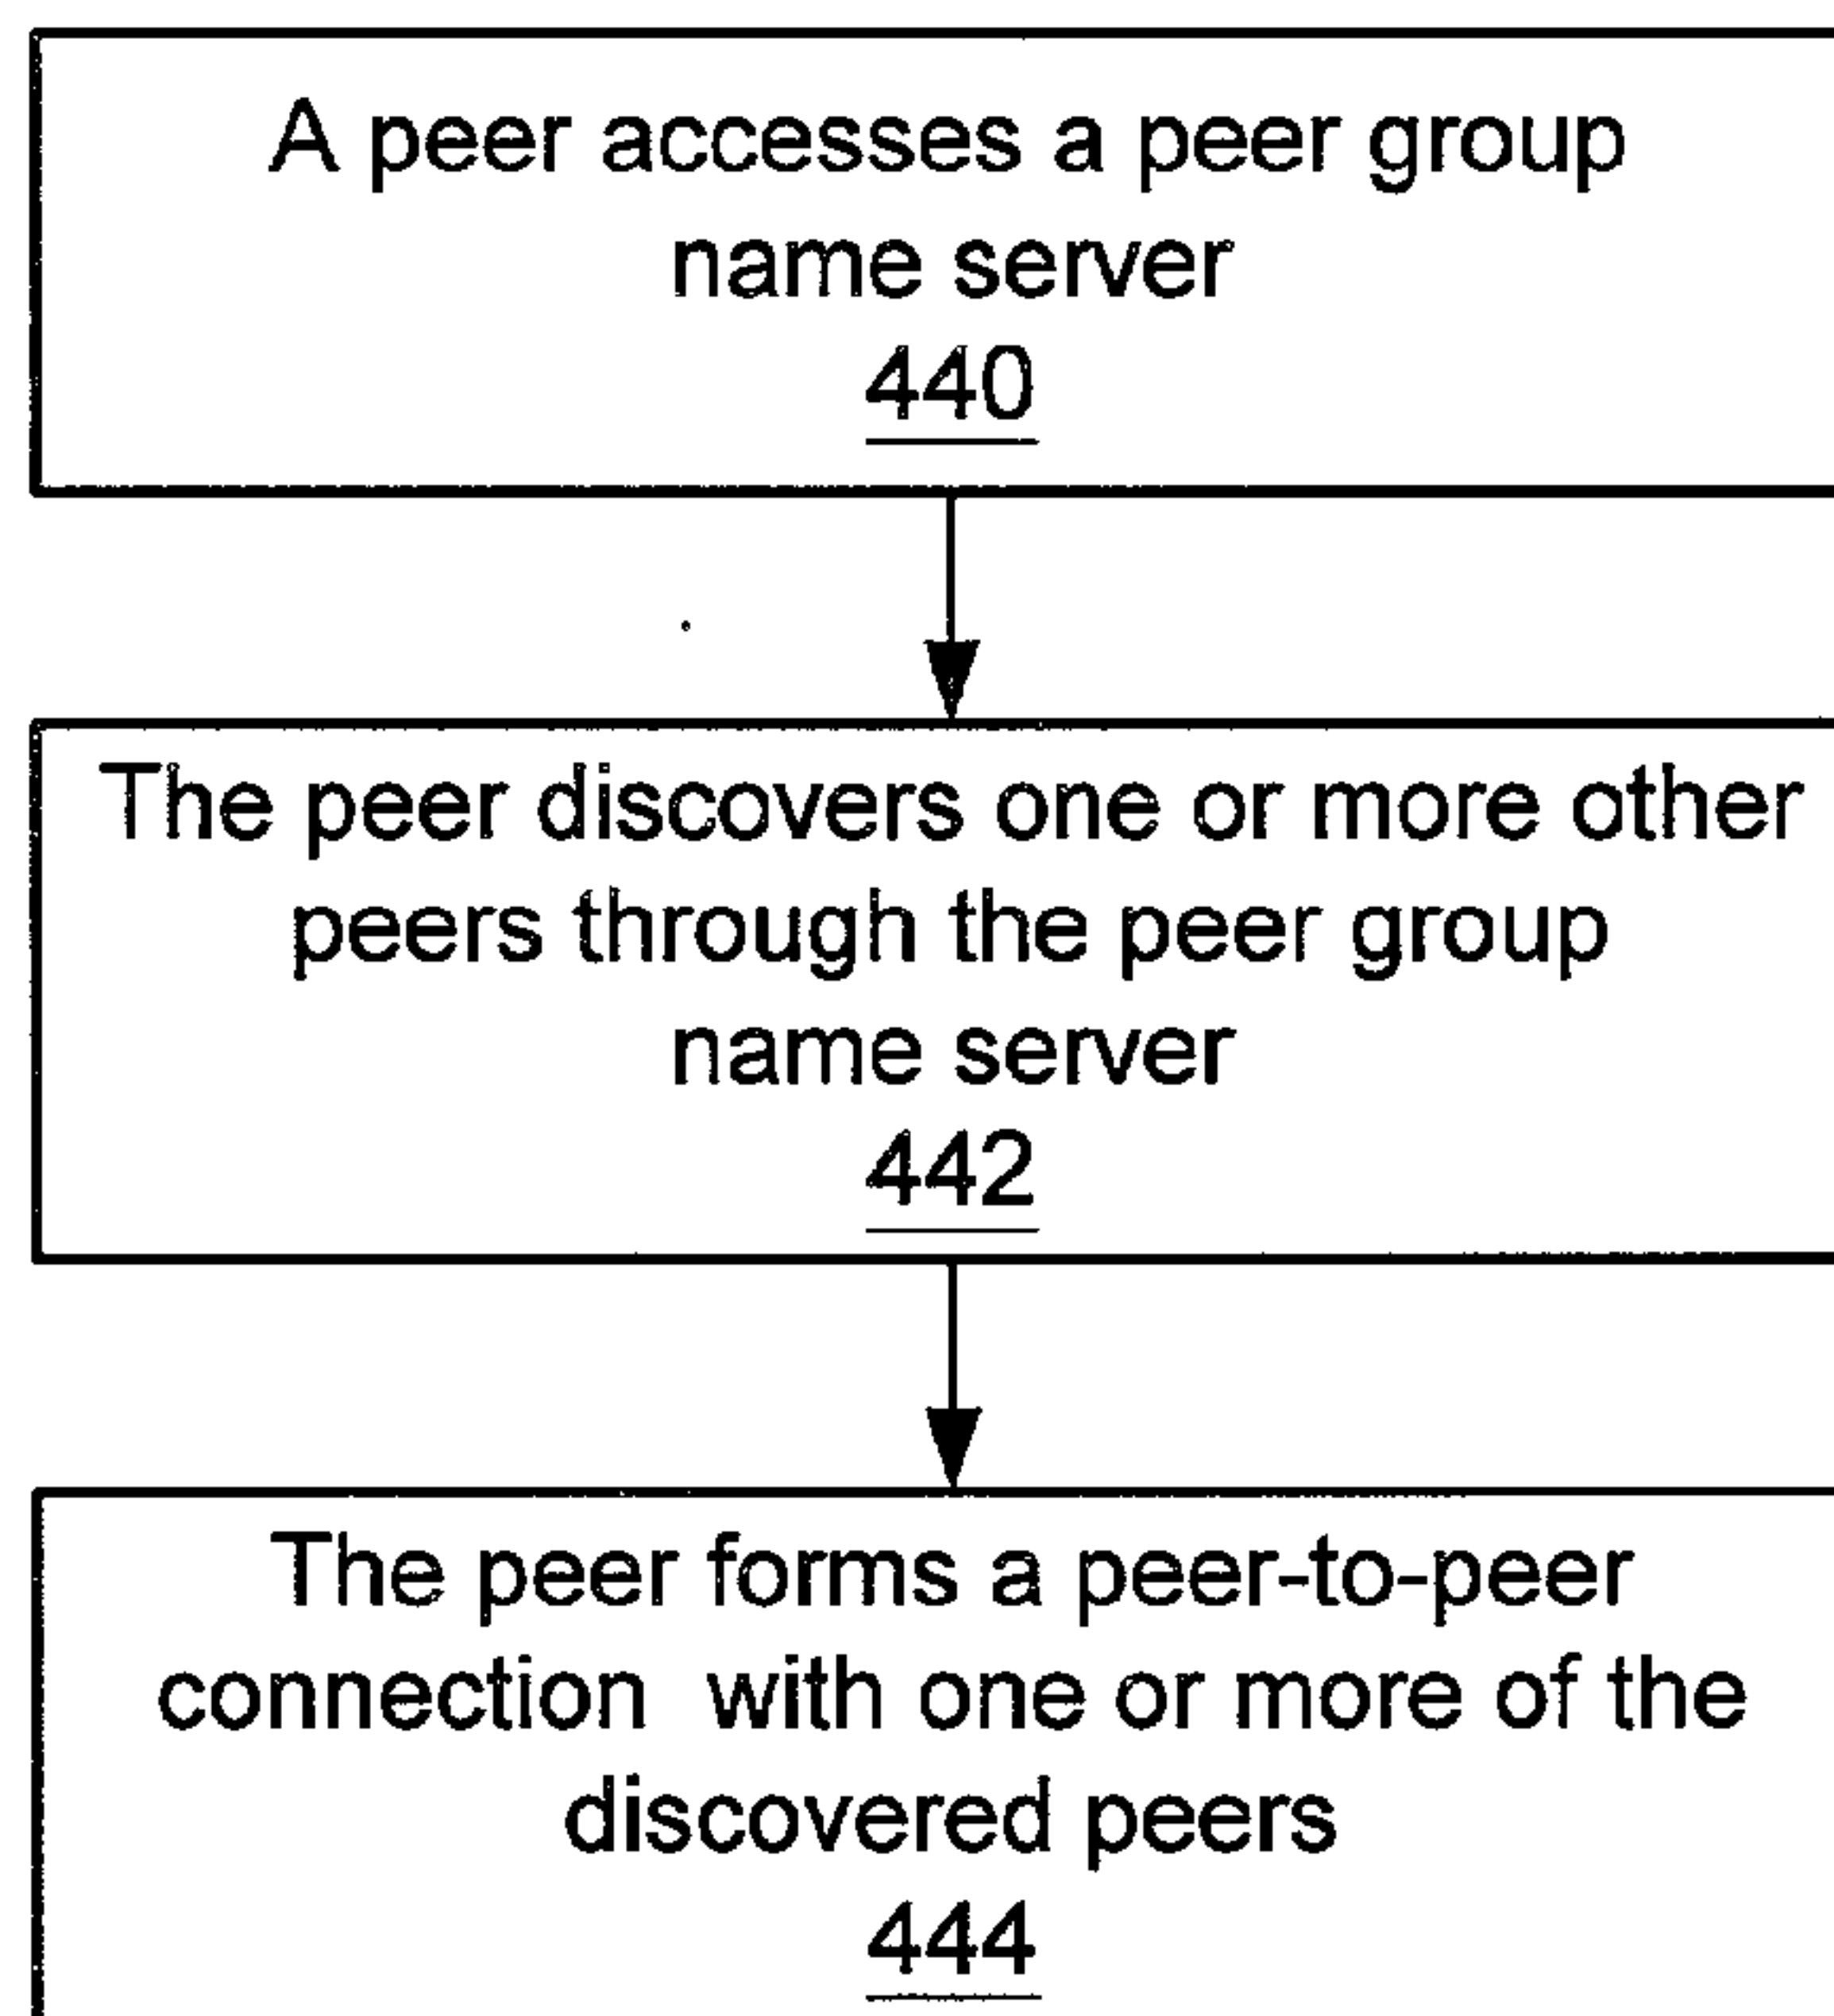 A peer accesses a peer group
name server
440
The peer discovers one or more other
peers through the peer group
name server
442
The peer forms a peer-to-peer
connection with one or more of the
discovered peers
444